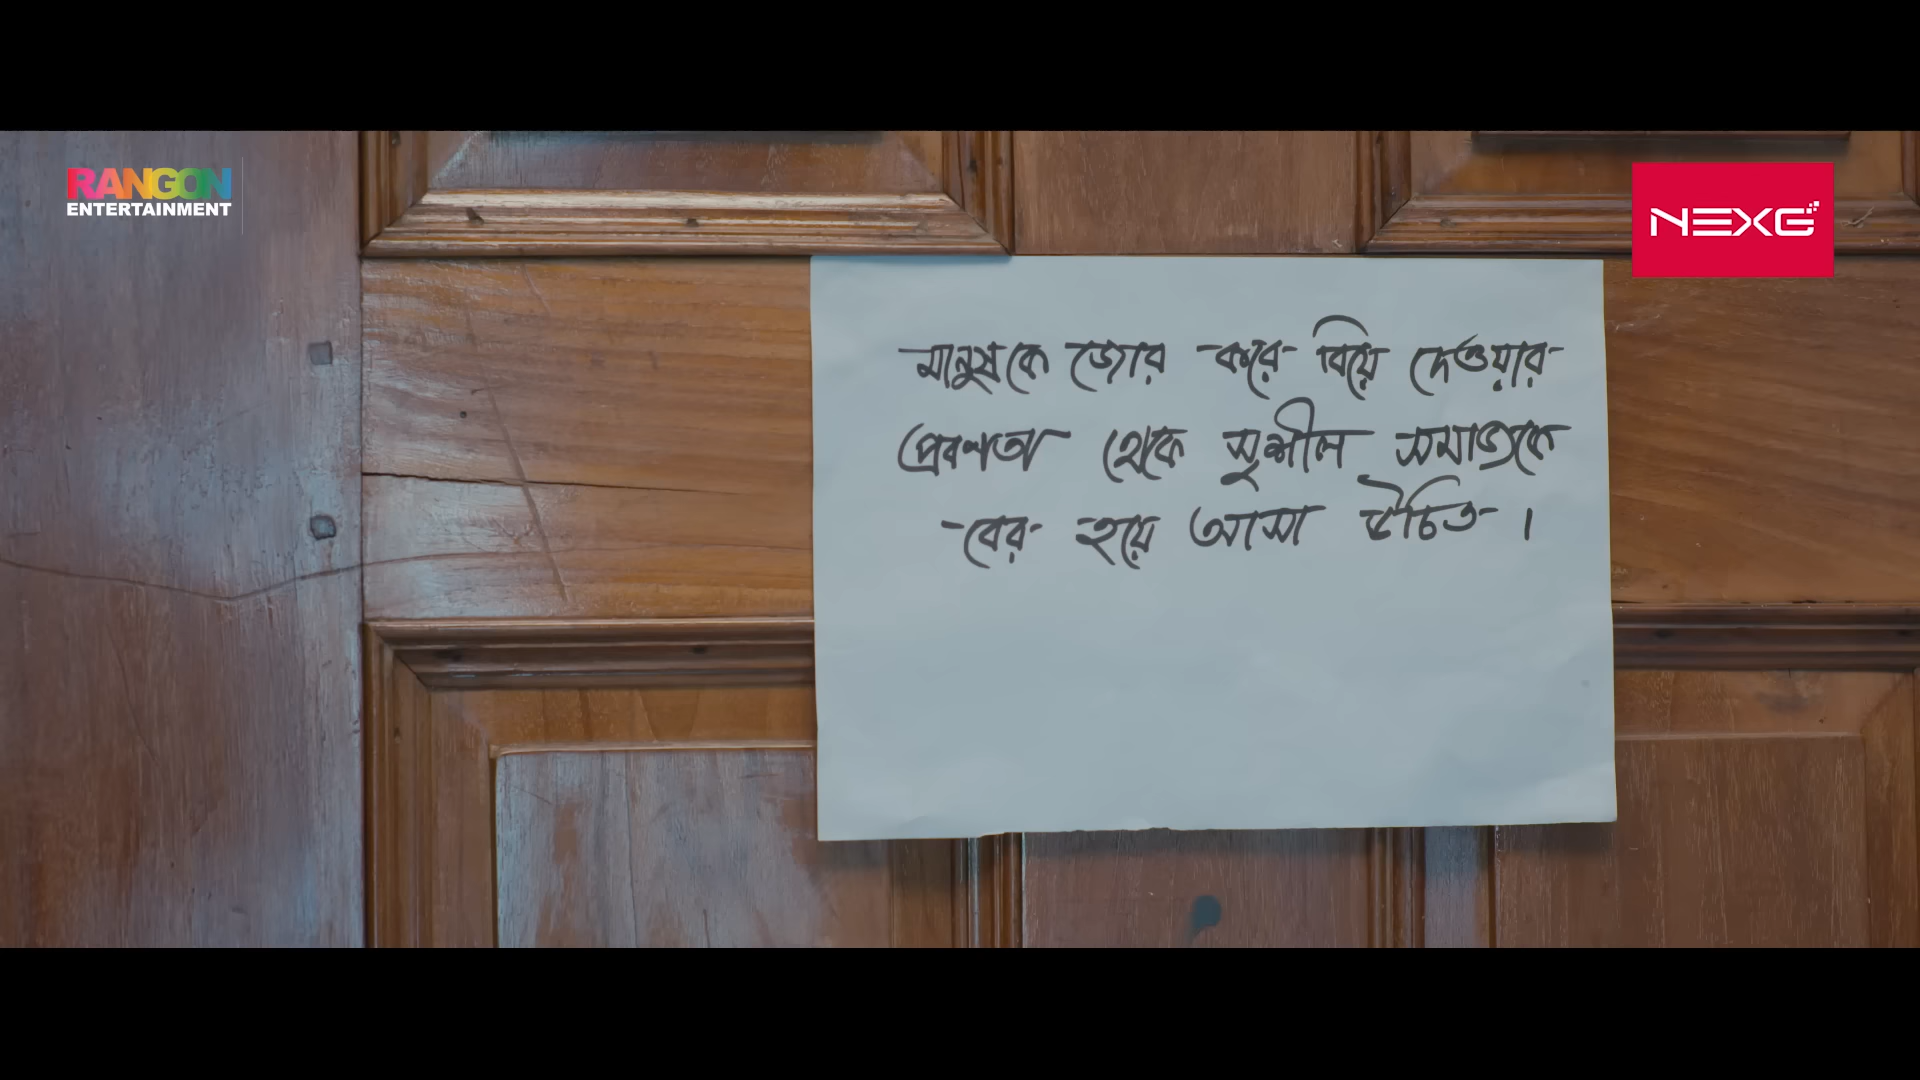 RANGON
ENTERTAINMENT
NEXG
মানুষকে জোর করে বিয়ে দেওয়ার
প্রবণতা থেকে সুশীল সমাজকে
বের হয়ে আসা উচিত।